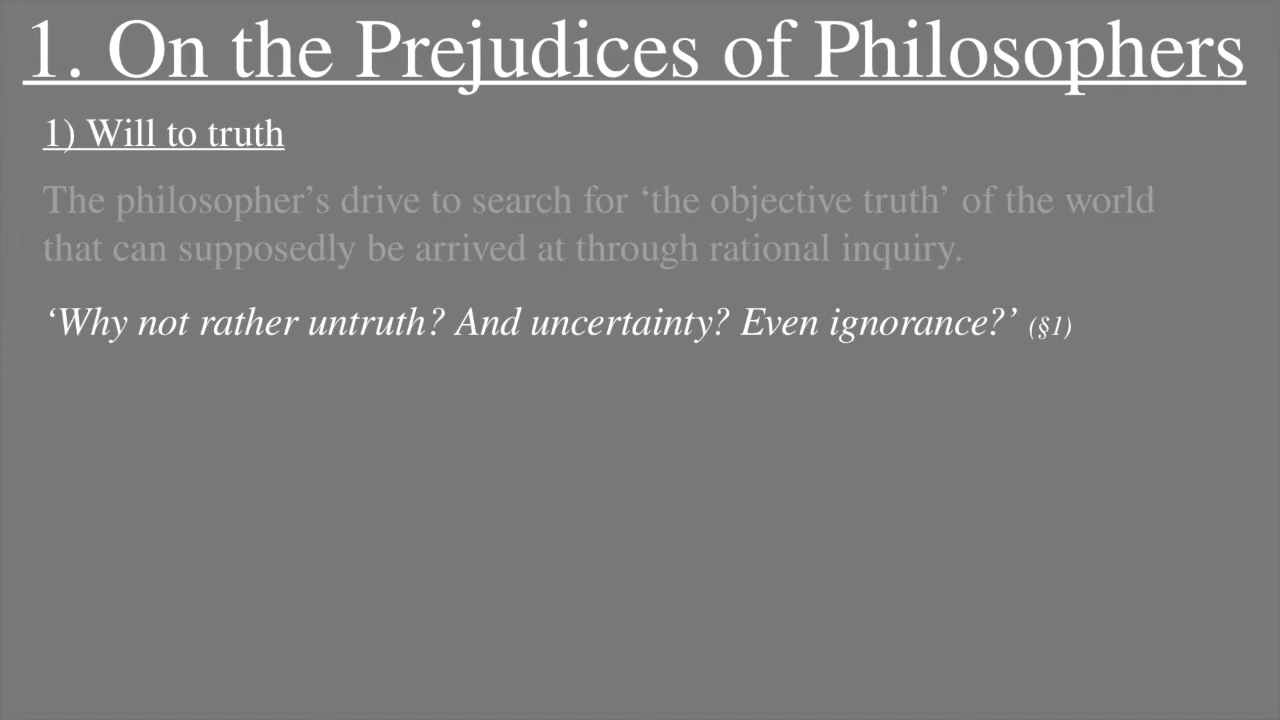 1. On the Prejudices of Philosophers
1) Will to truth
The philosopher’s drive to search for ‘the objective truth’ of the world
that can supposedly be arrived at through rational inquiry.
‘Why not rather untruth? And uncertainty? Even ignorance?’ (§1)